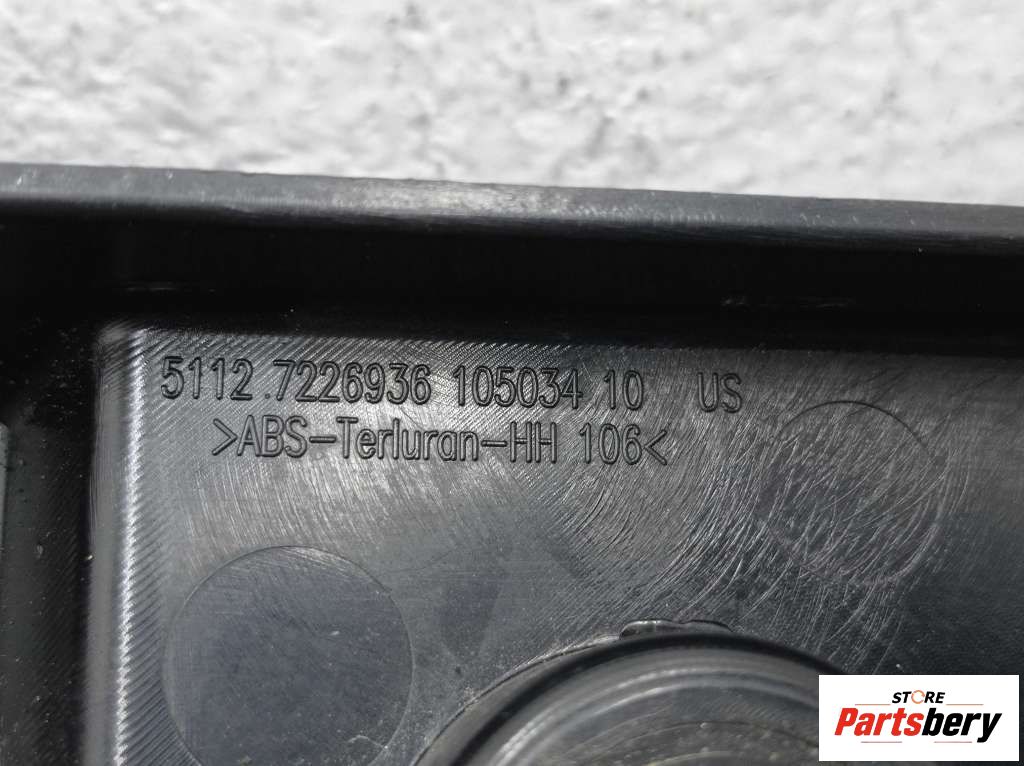 5112 7226936 105034 10 US
>ABS-Terluran-HH 106<
STORE
Partsbery